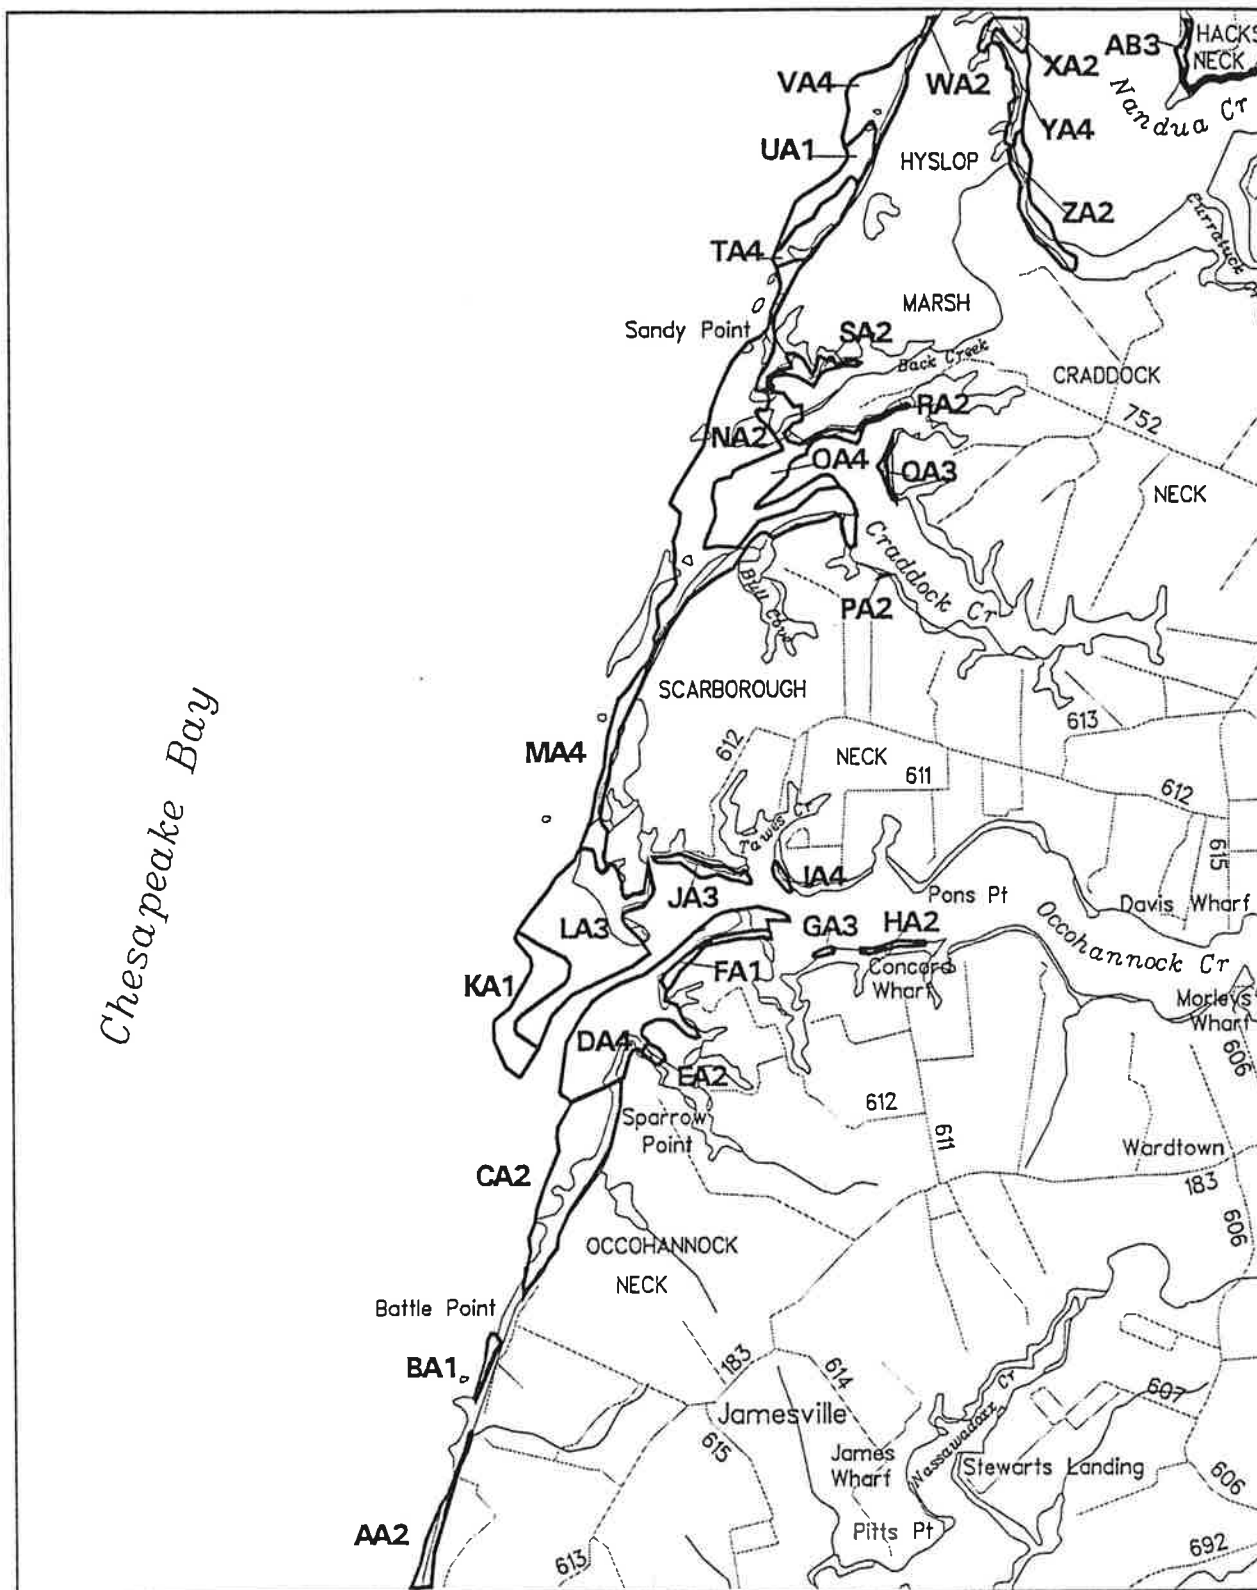 HACKS
NECK
AB3
XA2
WA2
VA4
Nandua Cr
YA4
UA1
HYSLOP
ZA2
Curratuck
TA4
MARSH
Sandy Point
SA2
Back Creek
CRADDOCK
RA2
752
NA2
OA4
QA3
NECK
Craddock Cr
Bull Cove
PA2
SCARBOROUGH
Chesapeake Bay
613
612
MA4
NECK
611
612
Tawes Cr
615
IA4
JA3
Pons Pt
Davis Wharf
LA3
GA3
HA2
Occohannock Cr
KA1
FA1
Concord
Wharf
Morleys
Wharf
DA4
EA2
606
612
Sparrow
Point
611
Wardtown
CA2
183
606
OCCOHANNOCK
NECK
Battle Point
BA1
183
614
607
Jamesville
Nassawadox Cr
615
James
Wharf
Stewarts Landing
606
AA2
Pitts Pt
613
692